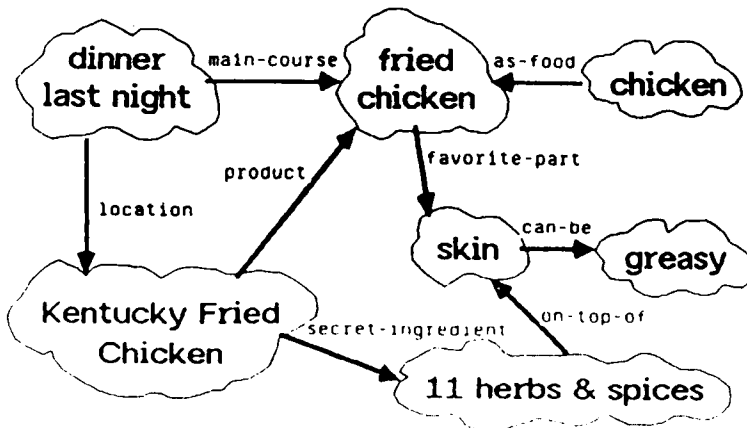 dinner
last night
main-course
fried
chicken
as-food
chicken
product
favorite-part
location
skin
can-be
greasy
Kentucky Fried
Chicken
secret-ingredient
on-top-of
11 herbs & spices